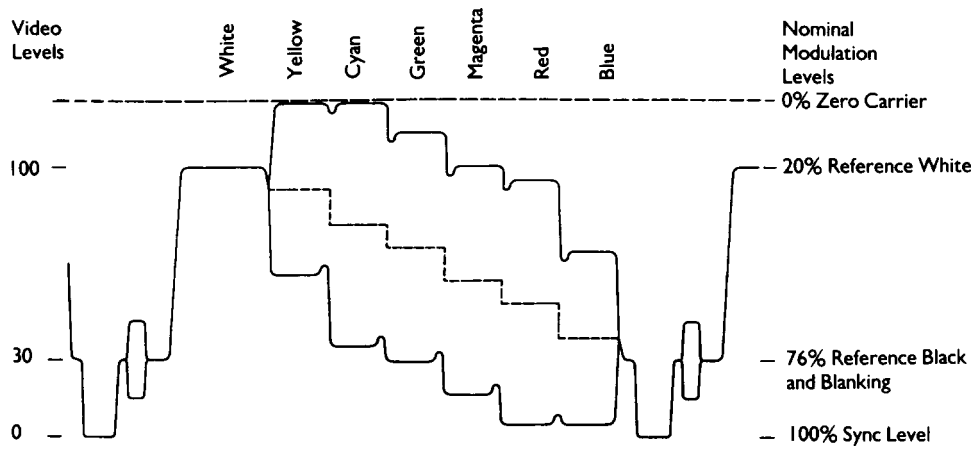 Video
Levels
White
Yellow
Cyan
Green
Magenta
Red
Blue
Nominal
Modulation
Levels
0% Zero Carrier
100
20% Reference White
30
76% Reference Black
and Blanking
0
100% Sync Level